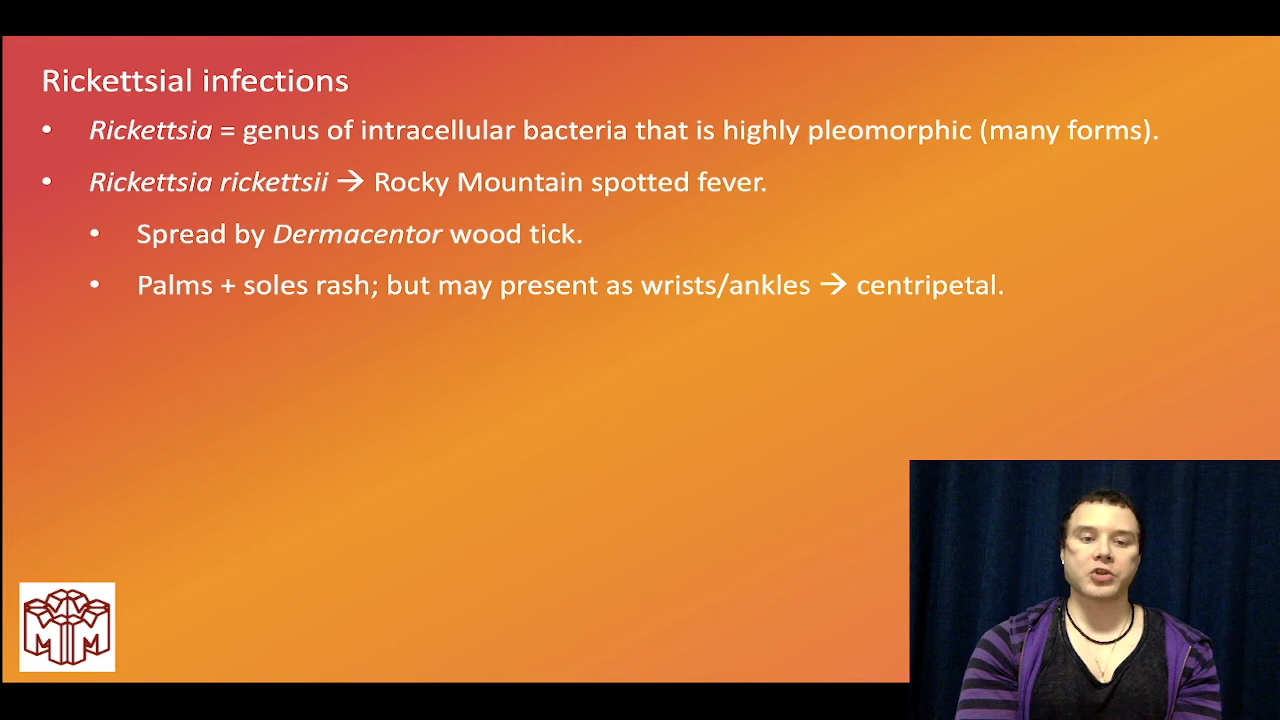 Rickettsial infections
• Rickettsia = genus of intracellular bacteria that is highly pleomorphic (many forms).
• Rickettsia rickettsii → Rocky Mountain spotted fever.
• Spread by Dermacentor wood tick.
• Palms + soles rash; but may present as wrists/ankles → centripetal.
M M